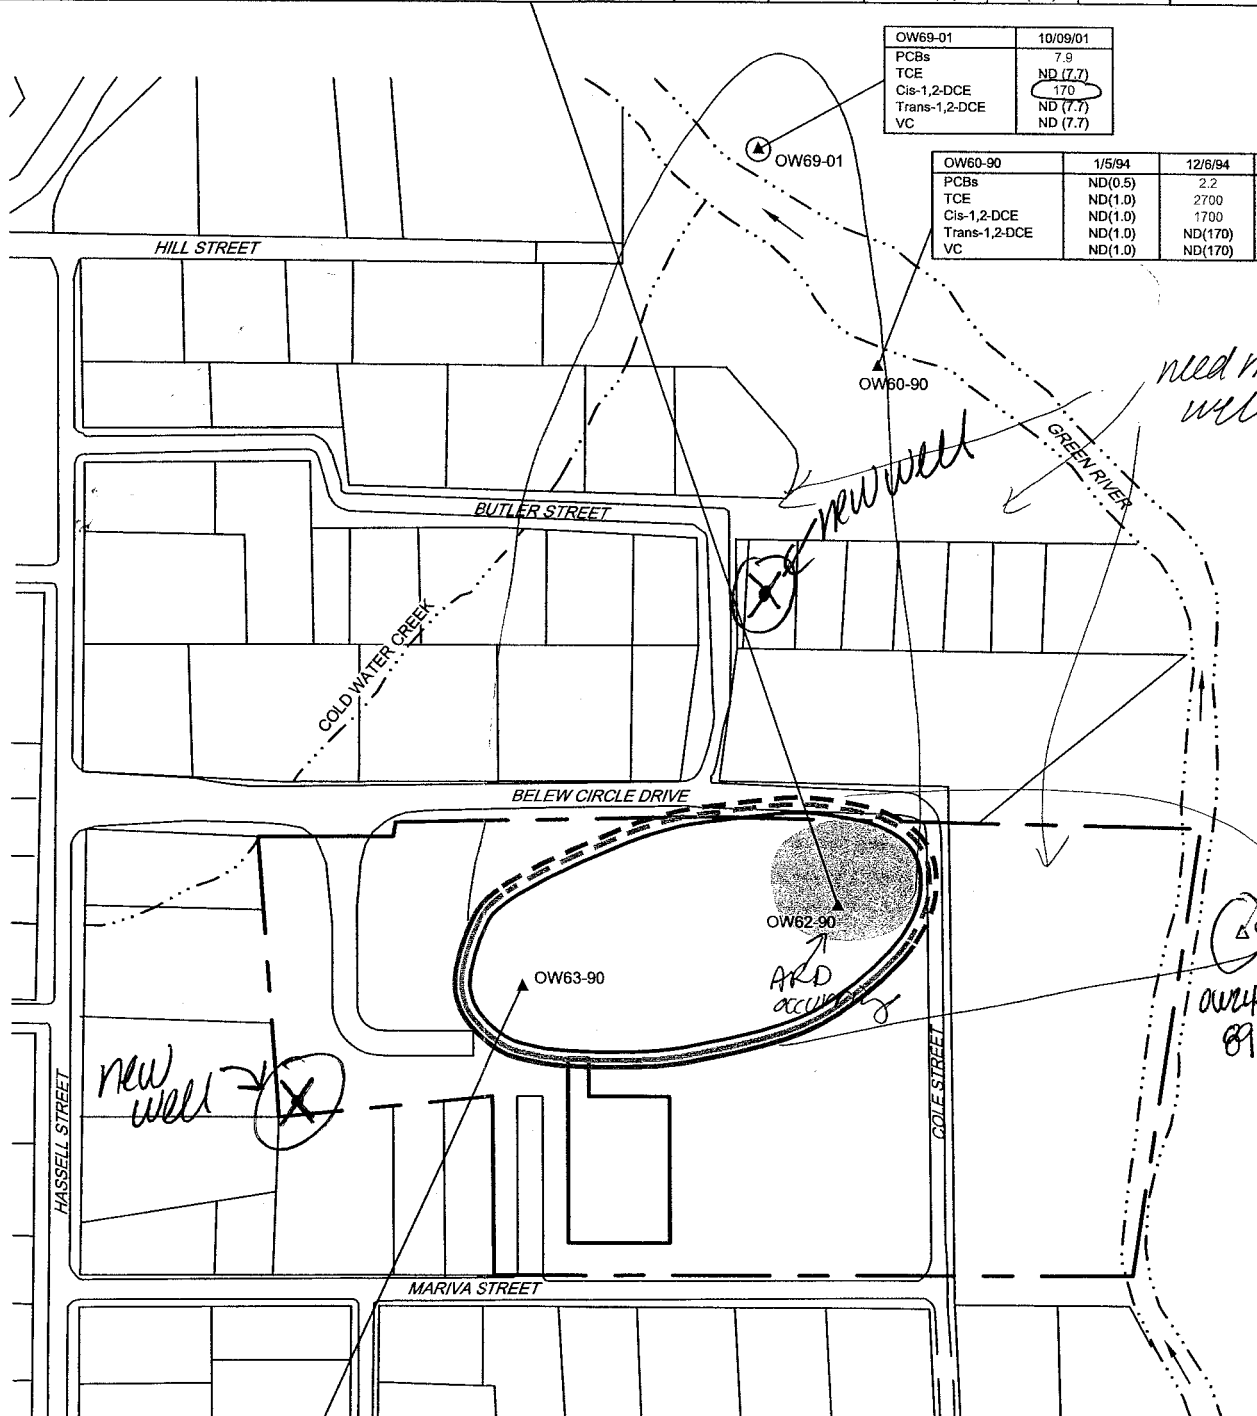 OW69-01 10/09/01
PCBs 7.9
TCE ND (7.7)
Cis-1,2-DCE 170
Trans-1,2-DCE ND (7.7)
VC ND (7.7)
OW69-01
OW60-90 1/5/94 12/6/94
PCBs ND(0.5) 2.2
TCE ND(1.0) 2700
Cis-1,2-DCE ND(1.0) 1700
Trans-1,2-DCE ND(1.0) ND(170)
VC ND(1.0) ND(170)
HILL STREET
OW60-90
need
well
GREEN RIVER
new well
BUTLER STREET
COLD WATER CREEK
BELEW CIRCLE DRIVE
OW62-90
ARD
occurring
OW63-90
89
new
well
HASSELL STREET
COLE STREET
MARIVA STREET